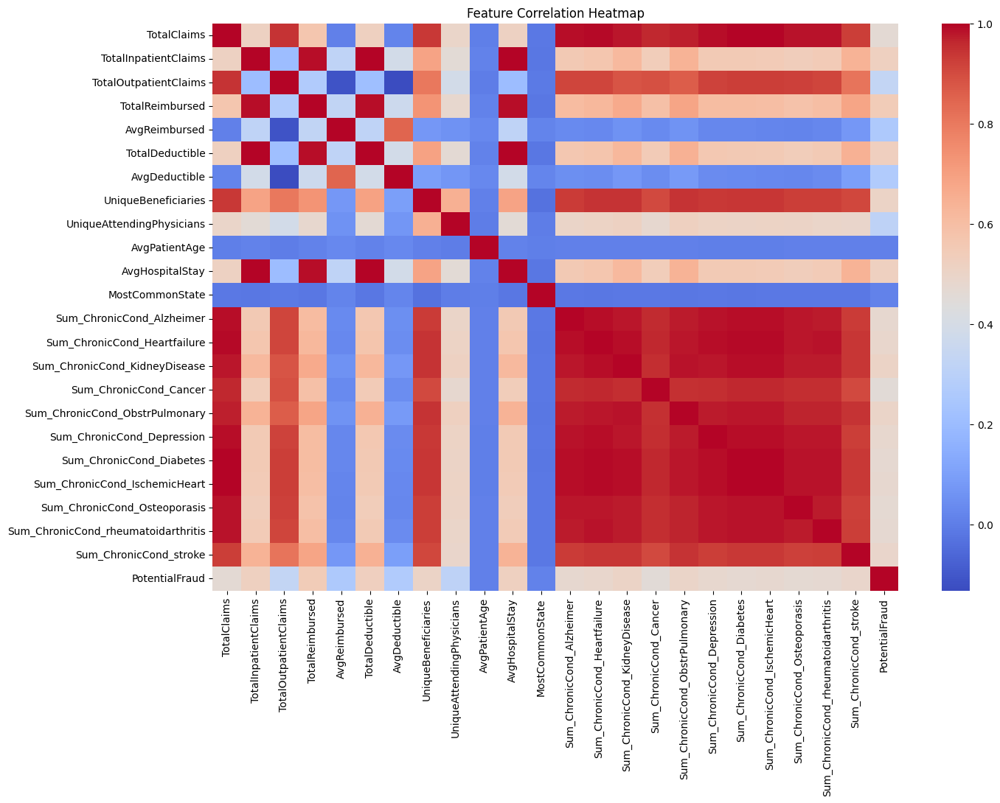 Feature Correlation Heatmap
TotalClaims
TotalInpatientClaims
TotalOutpatientClaims
TotalReimbursed
AvgReimbursed
TotalDeductible
AvgDeductible
UniqueBeneficiaries
UniqueAttendingPhysicians
AvgPatientAge
AvgHospitalStay
MostCommonState
Sum_ChronicCond_Alzheimer
Sum_ChronicCond_Heartfailure
Sum_ChronicCond_KidneyDisease
Sum_ChronicCond_Cancer
Sum_ChronicCond_ObstrPulmonary
Sum_ChronicCond_Depression
Sum_ChronicCond_Diabetes
Sum_ChronicCond_IschemicHeart
Sum_ChronicCond_Osteoporasis
Sum_ChronicCond_rheumatoidarthritis
Sum_ChronicCond_stroke
PotentialFraud
TotalClaims
TotalInpatientClaims
TotalOutpatientClaims
TotalReimbursed
AvgReimbursed
TotalDeductible
AvgDeductible
UniqueBeneficiaries
UniqueAttendingPhysicians
AvgPatientAge
AvgHospitalStay
MostCommonState
Sum_ChronicCond_Alzheimer
Sum_ChronicCond_Heartfailure
Sum_ChronicCond_KidneyDisease
Sum_ChronicCond_Cancer
Sum_ChronicCond_ObstrPulmonary
Sum_ChronicCond_Depression
Sum_ChronicCond_Diabetes
Sum_ChronicCond_IschemicHeart
Sum_ChronicCond_Osteoporasis
Sum_ChronicCond_rheumatoidarthritis
Sum_ChronicCond_stroke
PotentialFraud
1.0
0.8
0.6
0.4
0.2
0.0